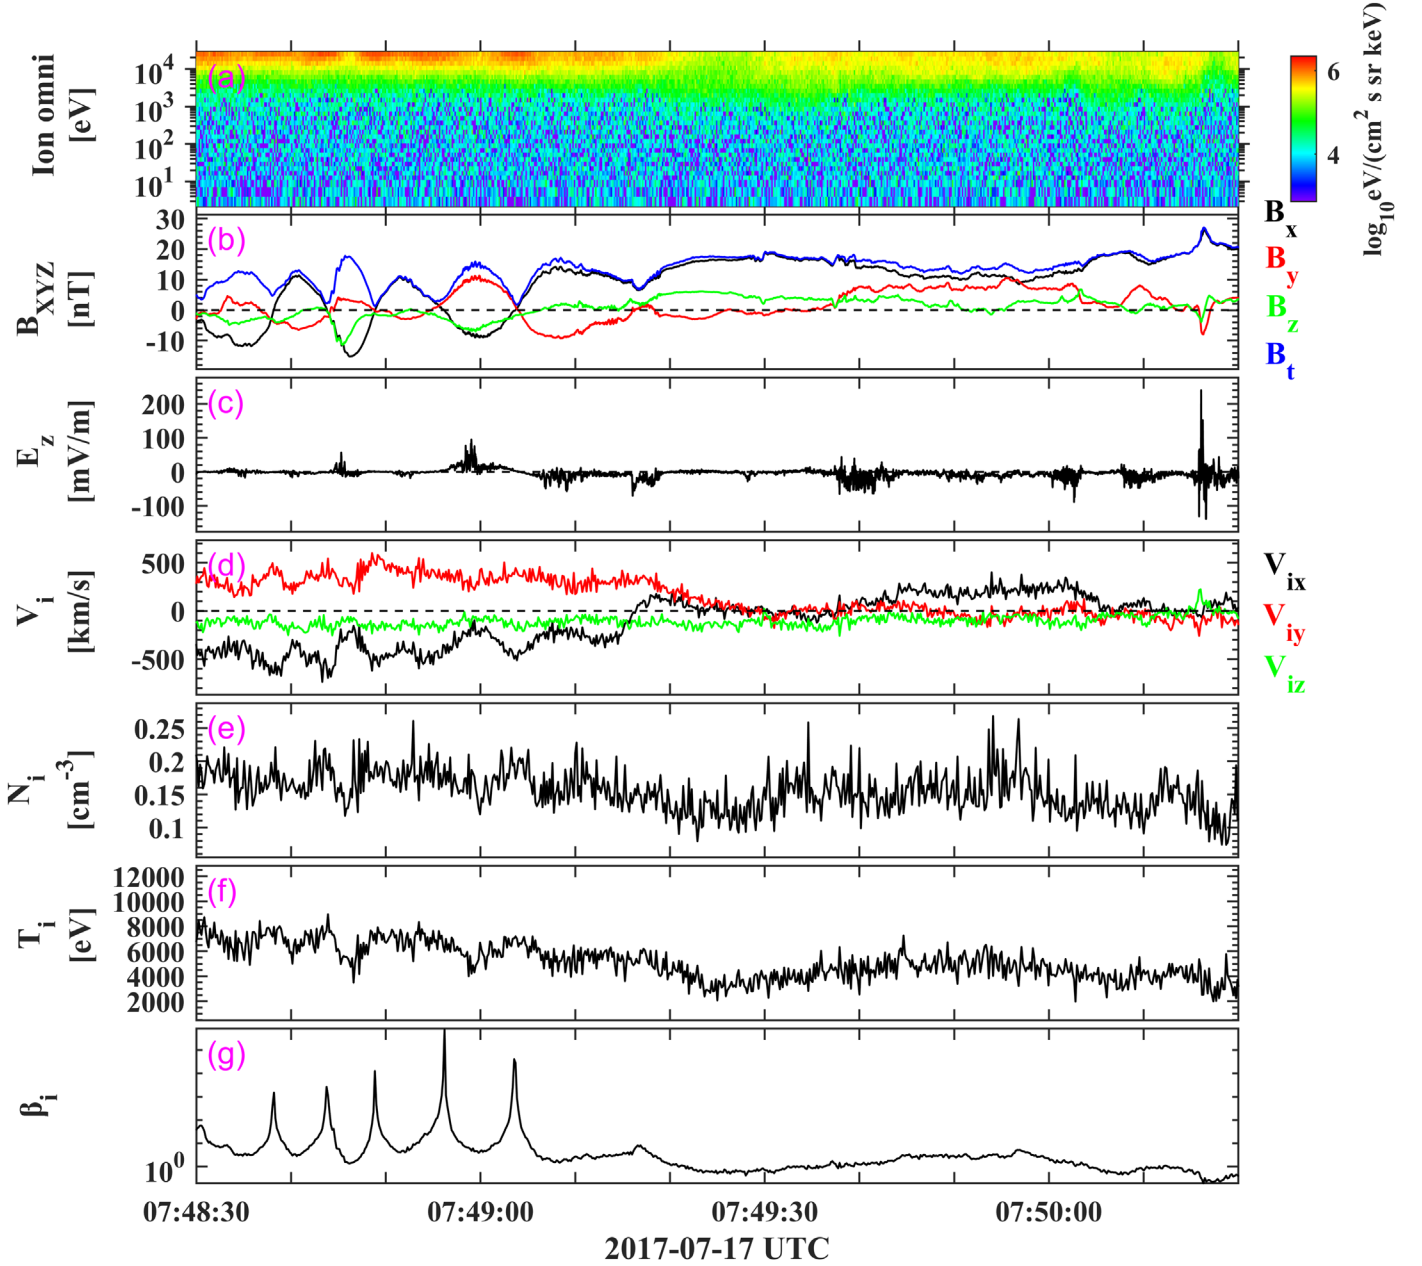 (a)
Ion omni
[eV]
10^4
10^3
10^2
10^1
6
4
log10 eV/(cm^2 s sr keV)
(b)
B_XYZ
[nT]
30
20
10
0
-10
B_x
B_y
B_z
B_t
(c)
E_z
[mV/m]
200
100
0
-100
(d)
V_i
[km/s]
500
0
-500
V_ix
V_iy
V_iz
(e)
N_i
[cm^-3]
0.25
0.2
0.15
0.1
(f)
T_i
[eV]
12000
10000
8000
6000
4000
2000
(g)
β_i
10^0
07:48:30 07:49:00 07:49:30 07:50:00
2017-07-17 UTC